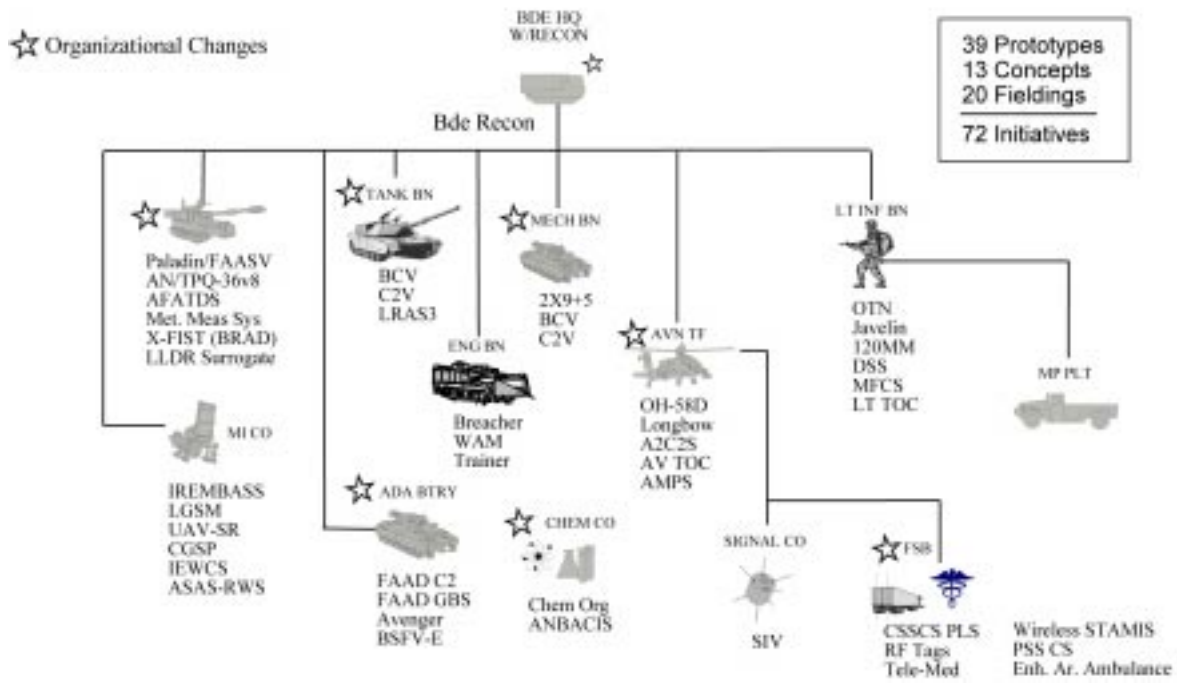 Organizational Changes
BDE HQ
W/RECON
39 Prototypes
13 Concepts
20 Fieldings
72 Initiatives
Bde Recon
Paladin/FAASV
AN/TPQ-36v8
AFATDS
Met. Meas Sys
X-FIST (BRAD)
LLDR Surrogate
TANK BN
BCV
C2V
LRAS3
MECH BN
2X9+5
BCV
C2V
LT INF BN
OTN
Javelin
120MM
DSS
MFCS
LT TOC
MP PLT
ENG BN
Breacher
WAM
Trainer
AVN TF
OH-58D
Longbow
A2C2S
AV TOC
AMPS
MI CO
IREMBASS
LGSM
UAV-SR
CGSP
IEWCS
ASAS-RWS
ADA BTRY
FAAD C2
FAAD GBS
Avenger
BSFV-E
CHEM CO
Chem Org
ANBACIS
SIGNAL CO
SIV
FSB
CSSCS PLS
RF Tags
Tele-Med
Wireless STAMIS
PSS CS
Enh. Ar. Ambulance